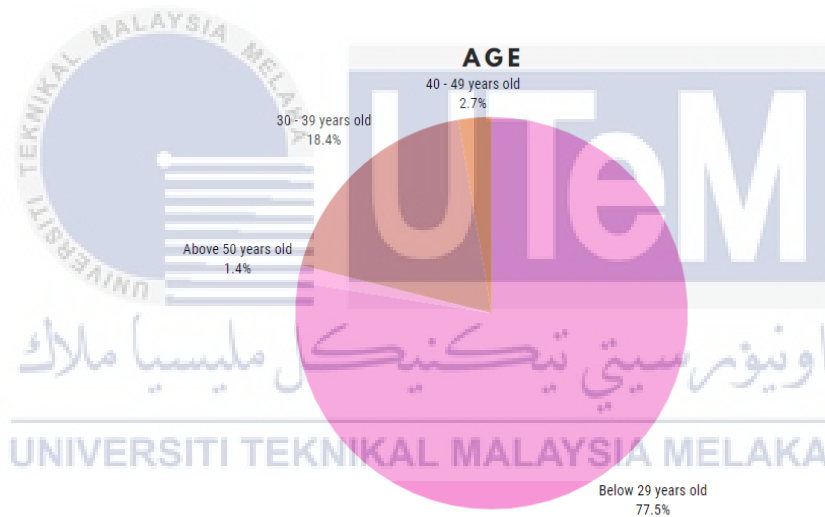 AGE
40 - 49 years old
2.7%
30 - 39 years old
18.4%
Above 50 years old
1.4%
Below 29 years old
77.5%
UNIVERSITI TEKNIKAL MALAYSIA MELAKA
UTeM
اونيۏرسيتي تيكنيكل مليسيا ملاك
UNIVERSITI TEKNIKAL MALAYSIA MELAKA